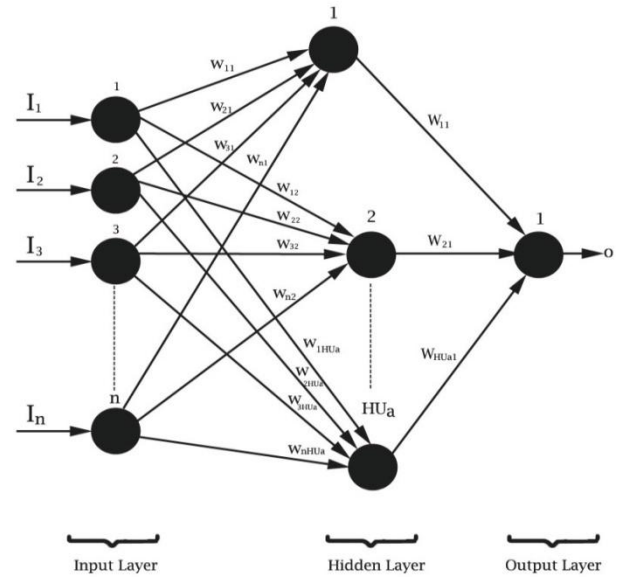 1
w₁₁
1
I₁
w₂₁
W₁₁
w₃₁
2
wₙ₁
I₂
w₁₂
2
1
w₂₂
3
I₃
w₃₂
W₂₁
o
wₙ₂
w₁HUa
WHUa1
w₂HUa
n
w₃HUa
HUa
Iₙ
wₙHUa
Input Layer
Hidden Layer
Output Layer